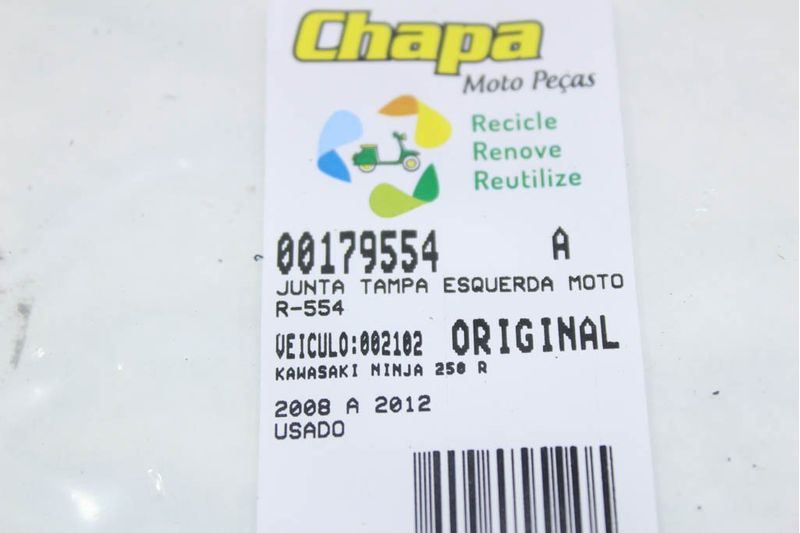 Chapa
Moto Peças
Recicle
Renove
Reutilize
00179554 A
JUNTA TAMPA ESQUERDA MOTO
R-554
VEICULO:002102 ORIGINAL
KAWASAKI NINJA 250 R
2008 A 2012
USADO